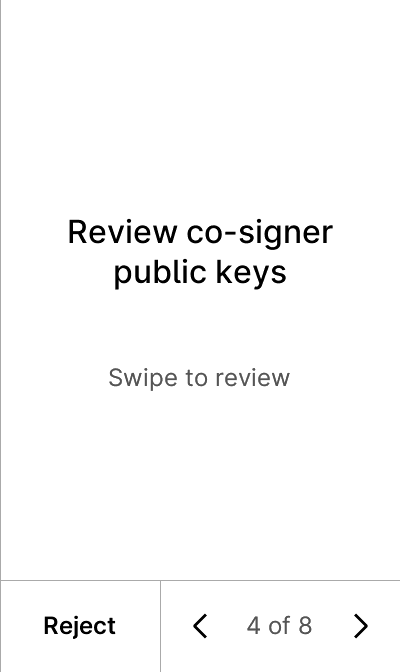 Review co-signer
public keys
Swipe to review
Reject
4 of 8